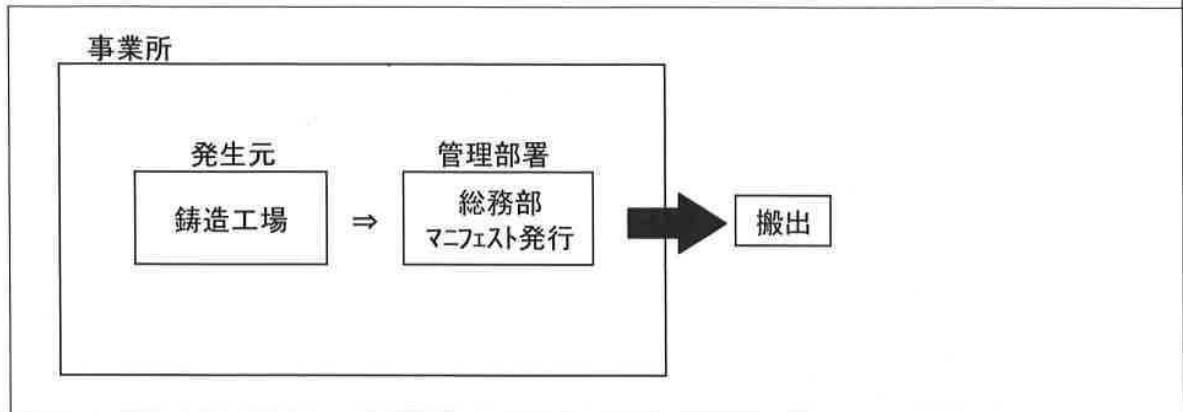 事業所
発生元
鋳造工場
⇒
管理部署
総務部
マニフェスト発行
搬出